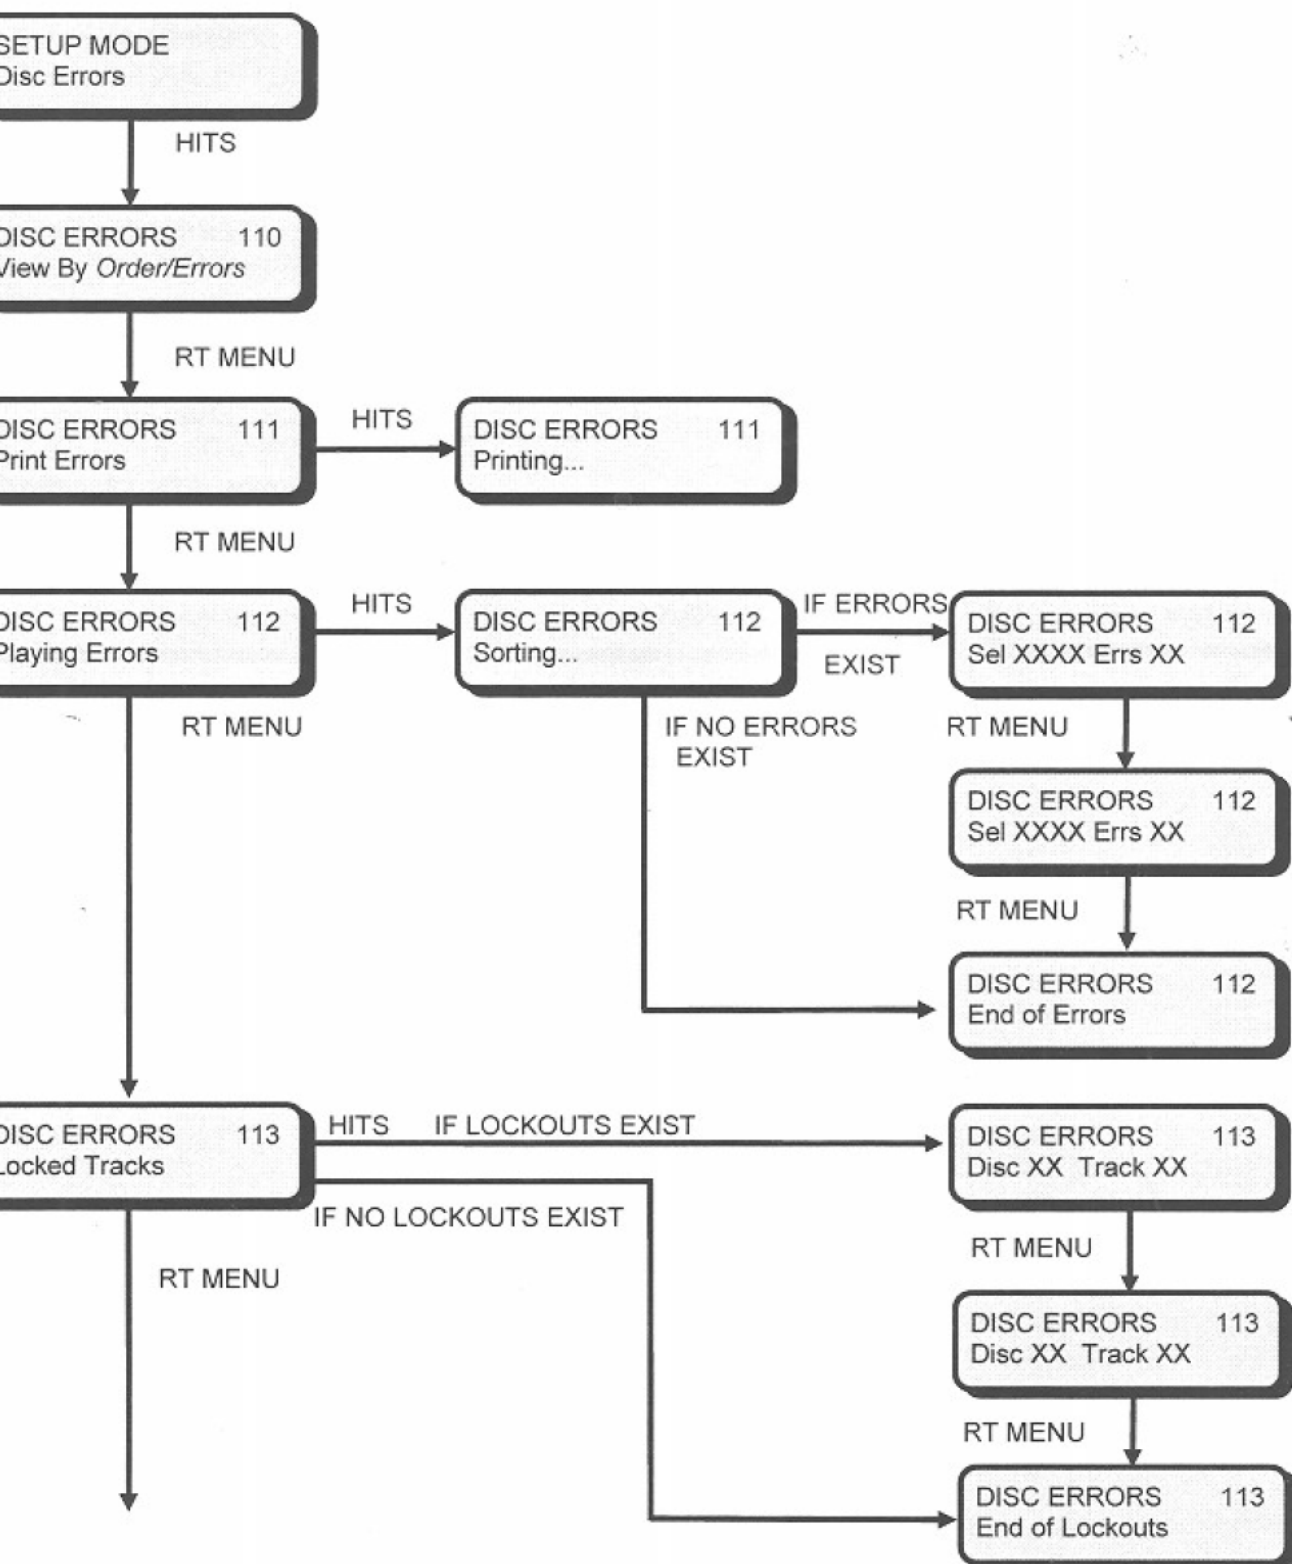 SETUP MODE
Disc Errors
HITS
DISC ERRORS 110
View By Order/Errors
RT MENU
DISC ERRORS 111
Print Errors
HITS
DISC ERRORS 111
Printing...
RT MENU
DISC ERRORS 112
Playing Errors
HITS
DISC ERRORS 112
Sorting...
IF ERRORS
EXIST
DISC ERRORS 112
Sel XXXX Errs XX
RT MENU
IF NO ERRORS
EXIST
RT MENU
DISC ERRORS 112
Sel XXXX Errs XX
RT MENU
DISC ERRORS 112
End of Errors
DISC ERRORS 113
Locked Tracks
HITS IF LOCKOUTS EXIST
DISC ERRORS 113
Disc XX Track XX
IF NO LOCKOUTS EXIST
RT MENU
RT MENU
DISC ERRORS 113
Disc XX Track XX
RT MENU
DISC ERRORS 113
End of Lockouts